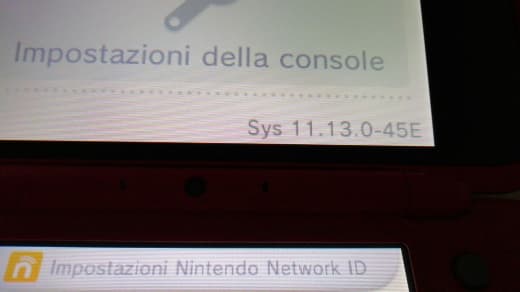 Impostazioni della console
Sys 11.13.0-45E
Impostazioni Nintendo Network ID